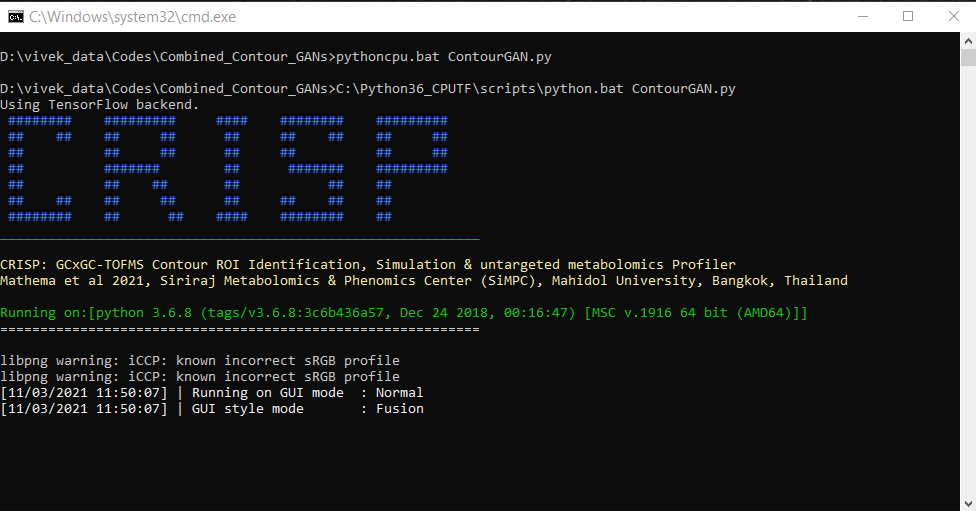 C:\Windows\system32\cmd.exe
D:\vivek_data\Codes\Combined_Contour_GANs>pythoncpu.bat ContourGAN.py
D:\vivek_data\Codes\Combined_Contour_GANs>C:\Python36_CPUTF\scripts\python.bat ContourGAN.py
Using TensorFlow backend.
CRISP
CRISP: GCxGC-TOFMS Contour ROI Identification, Simulation & untargeted metabolomics Profiler
Mathema et al 2021, Siriraj Metabolomics & Phenomics Center (SiMPC), Mahidol University, Bangkok, Thailand
Running on:[python 3.6.8 (tags/v3.6.8:3c6b436a57, Dec 24 2018, 00:16:47) [MSC v.1916 64 bit (AMD64)]]
============================================================
libpng warning: iCCP: known incorrect sRGB profile
libpng warning: iCCP: known incorrect sRGB profile
[11/03/2021 11:50:07] | Running on GUI mode  : Normal
[11/03/2021 11:50:07] | GUI style mode       : Fusion